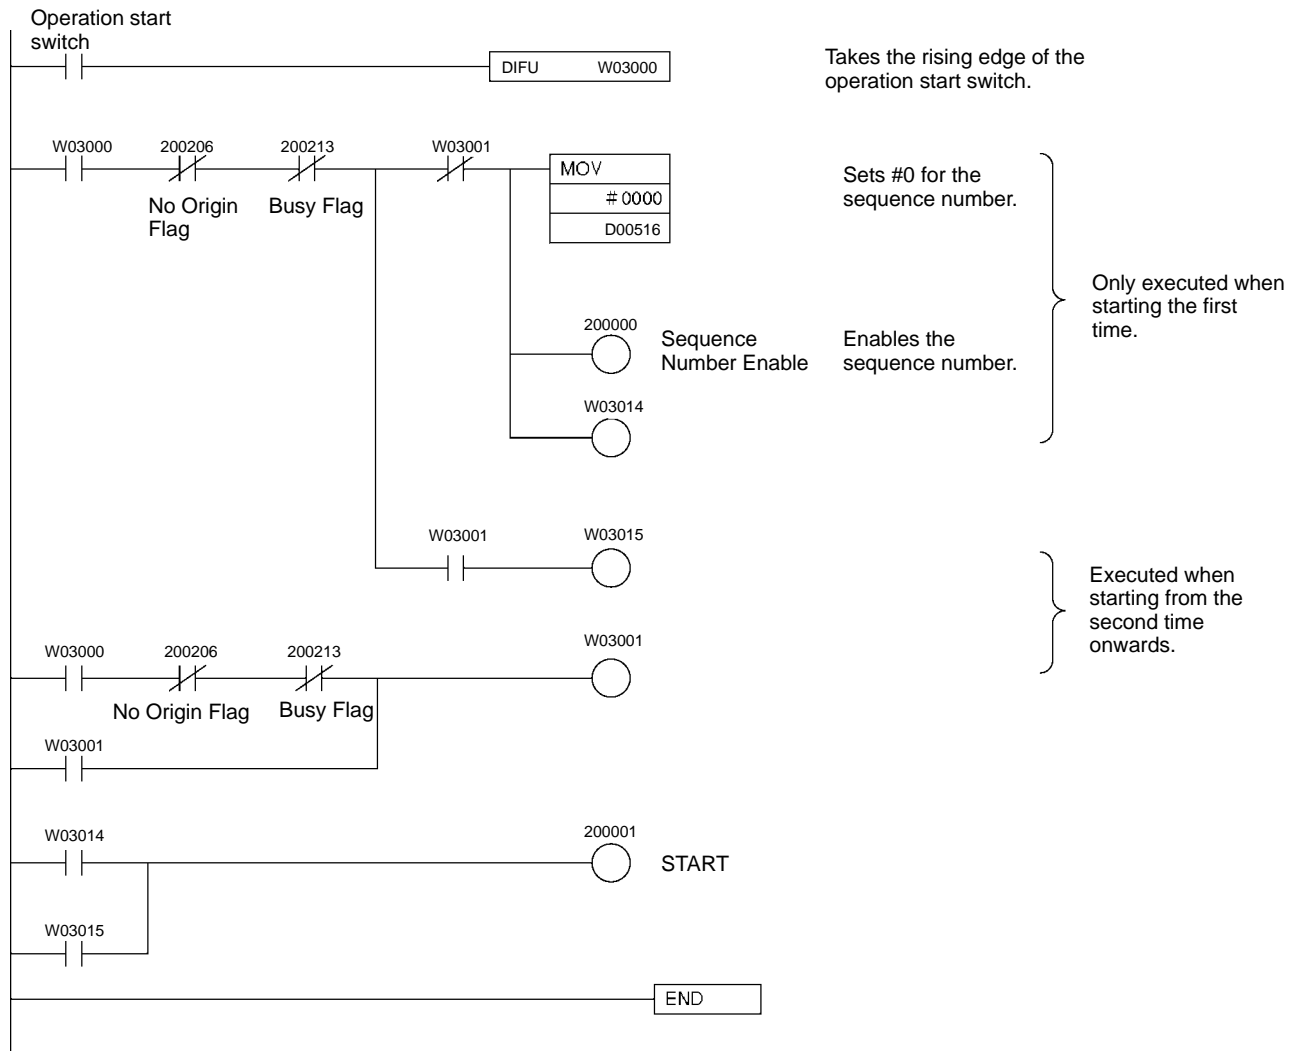 Operation start
switch
DIFU W03000
Takes the rising edge of the
operation start switch.
W03000 200206 200213 W03001
MOV
# 0000
D00516
No Origin
Flag
Busy Flag
Sets #0 for the
sequence number.
Only executed when
starting the first
time.
200000
Sequence
Number Enable
Enables the
sequence number.
W03014
W03001 W03015
Executed when
starting from the
second time
onwards.
W03000 200206 200213 W03001
No Origin Flag Busy Flag
W03001
W03014 200001
START
W03015
END